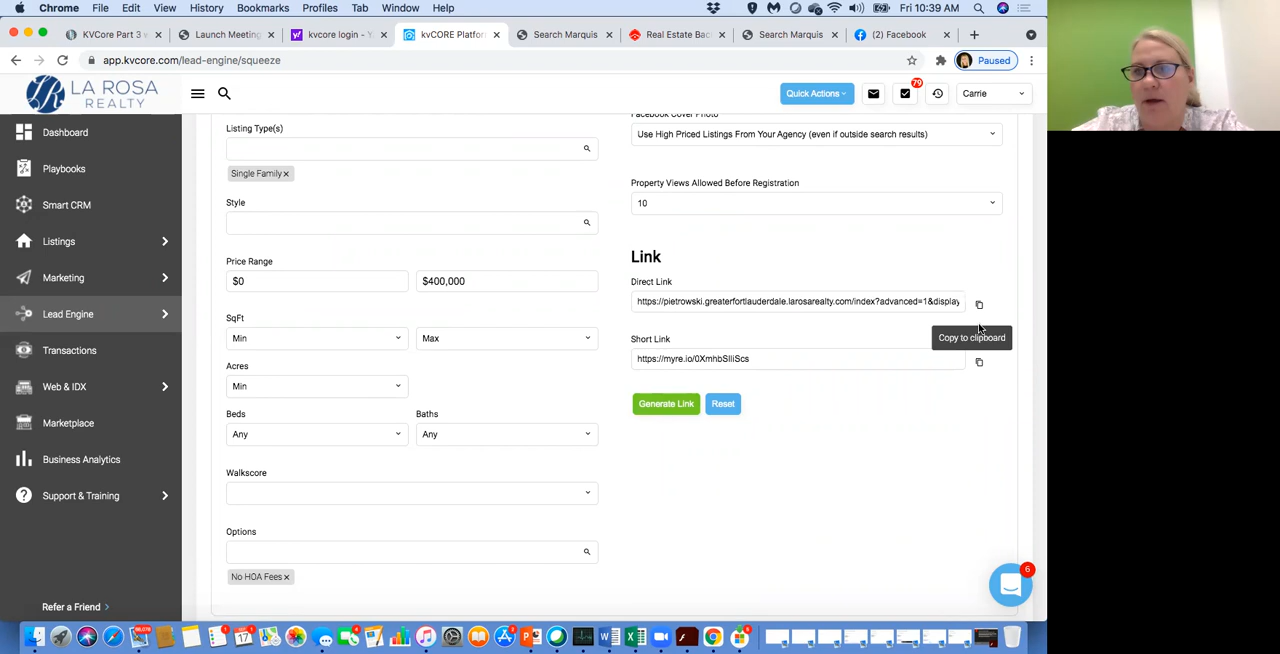 Chrome File Edit View History Bookmarks Profiles Tab Window Help Fri 10:39 AM
KVCore Part 3 Launch Meeting kvcore login - kvCORE Platfor Search Marquis Real Estate Bac Search Marquis (2) Facebook
app.kvcore.com/lead-engine/squeeze Paused
LA ROSA
REALTY
79
Quick Actions Carrie
Dashboard
Playbooks
Smart CRM
Listings
Marketing
Lead Engine
Transactions
Web & IDX
Marketplace
Business Analytics
Support & Training
Refer a Friend
Listing Type(s)
Single Family
Style
Price Range
$0 $400,000
SqFt
Min Max
Acres
Min
Beds Baths
Any Any
Walkscore
Options
No HOA Fees
Facebook Cover Photo
Use High Priced Listings From Your Agency (even if outside search results)
Property Views Allowed Before Registration
10
Link
Direct Link
https://pietrowski.greaterfortlauderdale.larosarealty.com/index?advanced=1&display
Copy to clipboard
Short Link
https://myre.io/0XmhbSIliScs
Generate Link Reset
6